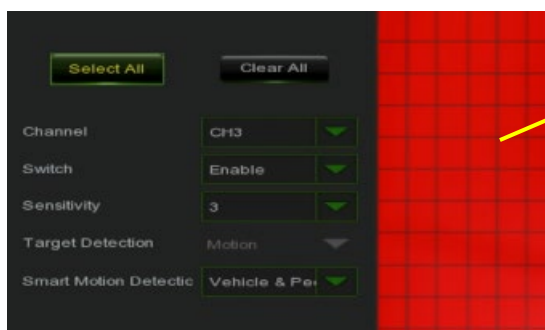 Select All Clear All
Channel CH3
Switch Enable
Sensitivity 3
Target Detection Motion
Smart Motion Detectic Vehicle & Pe